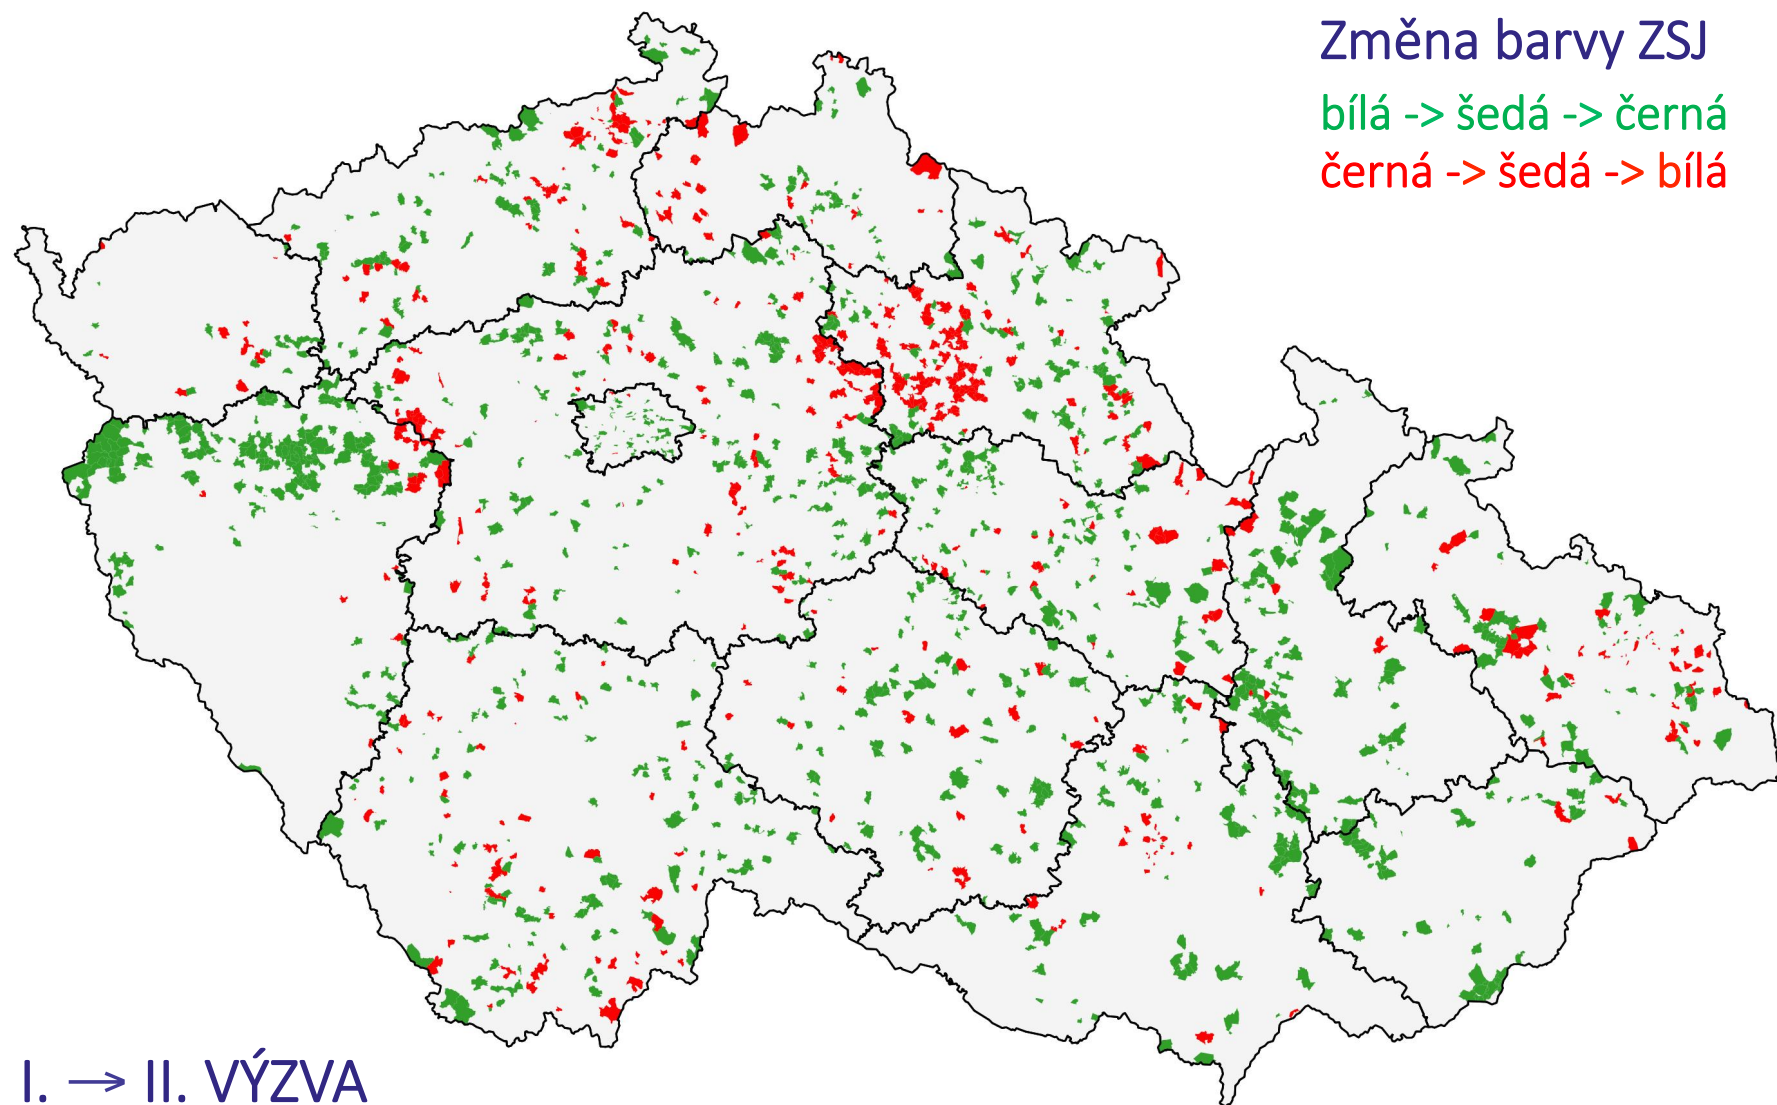 Změna barvy ZSJ
bílá -> šedá -> černá
černá -> šedá -> bílá
I. → II. VÝZVA